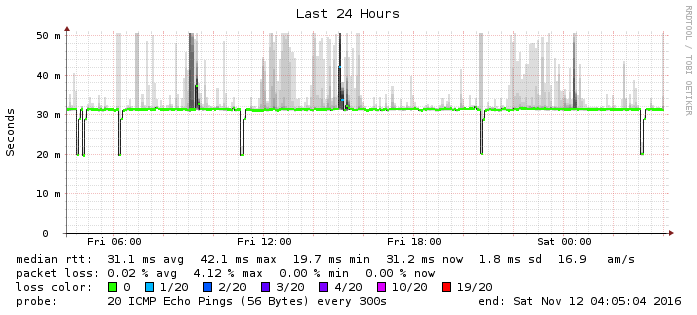 Last 24 Hours
RRDTOOL / TOBI OETIKER
Seconds
50 m
40 m
30 m
20 m
10 m
0
Fri 06:00 Fri 12:00 Fri 18:00 Sat 00:00
median rtt: 31.1 ms avg 42.1 ms max 19.7 ms min 31.2 ms now 1.8 ms sd 16.9 am/s
packet loss: 0.02 % avg 4.12 % max 0.00 % min 0.00 % now
loss color: 0 1/20 2/20 3/20 4/20 10/20 19/20
probe: 20 ICMP Echo Pings (56 Bytes) every 300s end: Sat Nov 12 04:05:04 2016